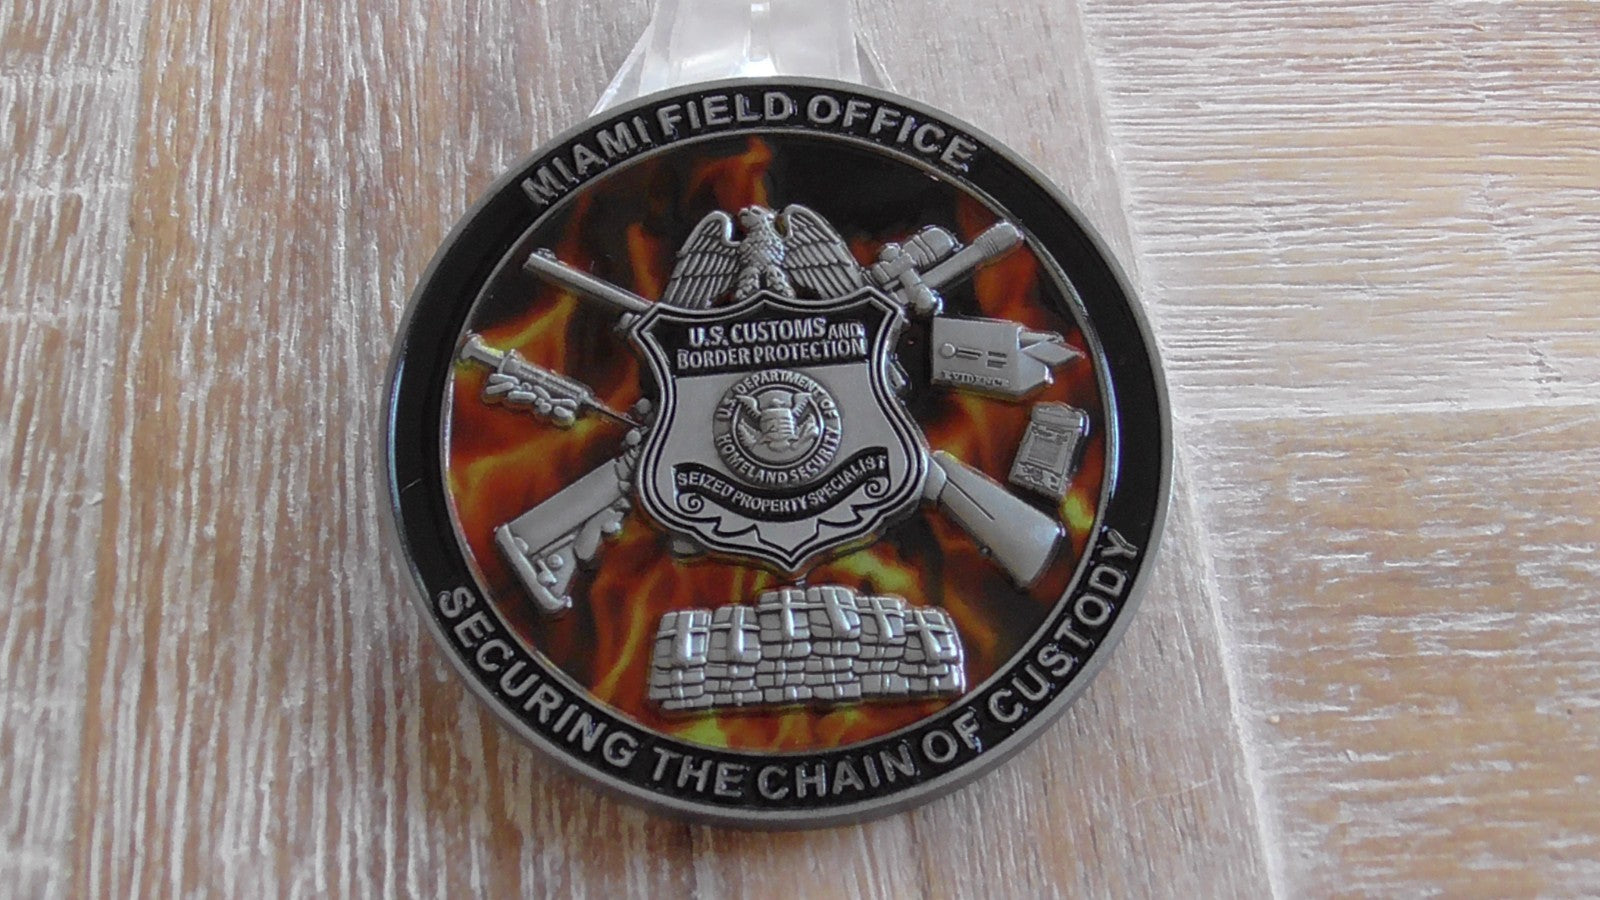 MIAMI FIELD OFFICE
U.S. CUSTOMS AND
BORDER PROTECTION
U.S. DEPARTMENT OF
HOMELAND SECURITY
SEIZED PROPERTY SPECIALIST
EVIDENCE
SECURING THE CHAIN OF CUSTODY